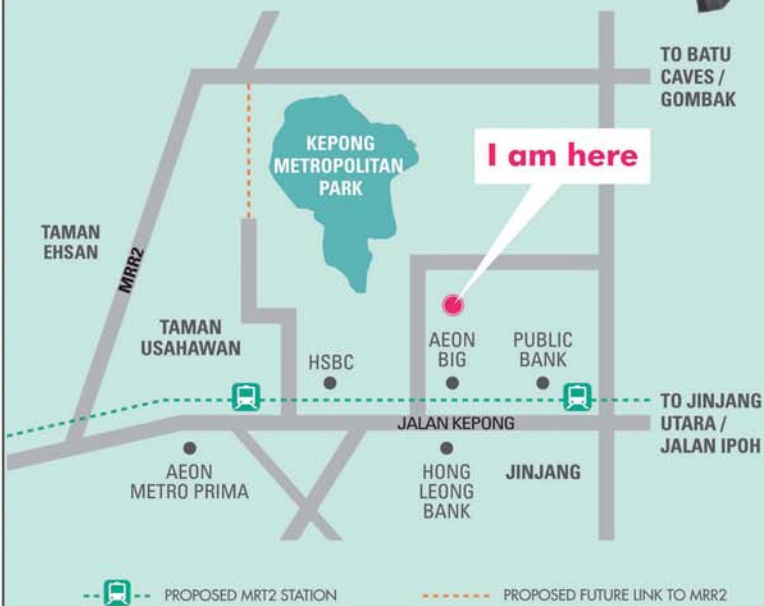 TO BATU
CAVES /
GOMBAK
KEPONG
METROPOLITAN
PARK
I am here
TAMAN
EHSAN
MRR2
TAMAN
USAHAWAN
HSBC
AEON
BIG
PUBLIC
BANK
TO JINJANG
UTARA /
JALAN IPOH
JALAN KEPONG
AEON
METRO PRIMA
HONG
LEONG
BANK
JINJANG
PROPOSED MRT2 STATION
PROPOSED FUTURE LINK TO MRR2